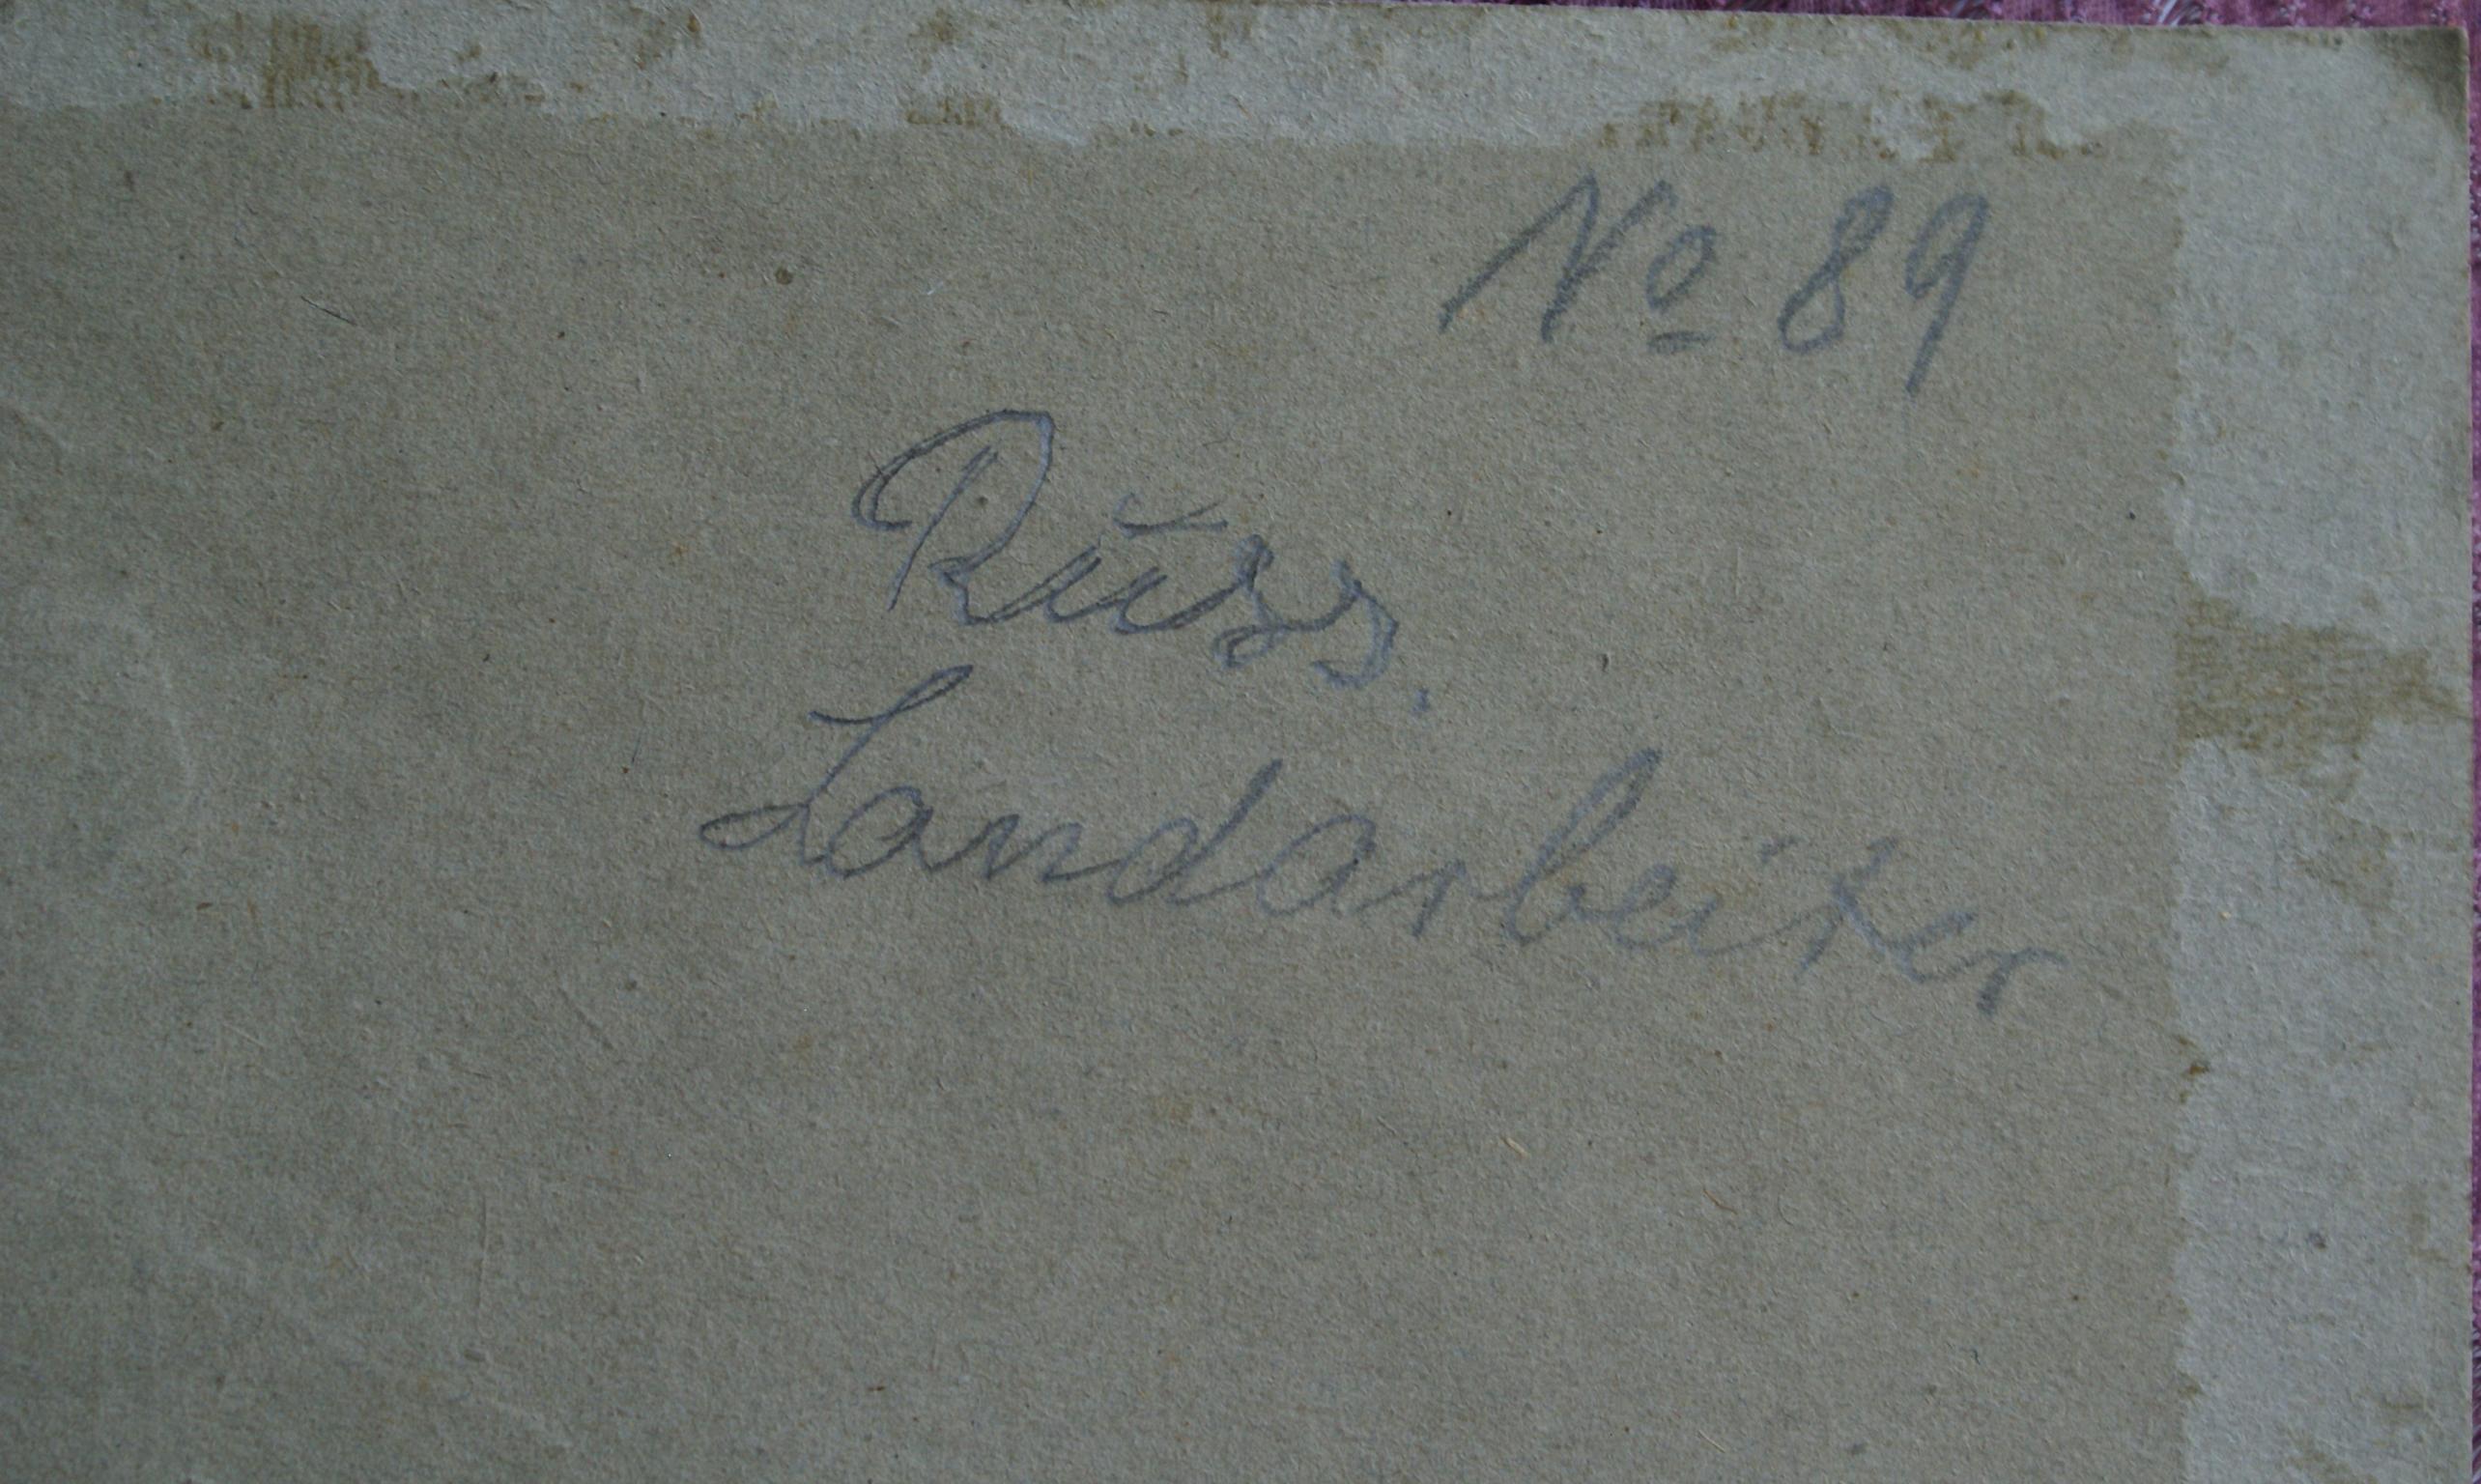 No 89
Russ.
Landarbeiter